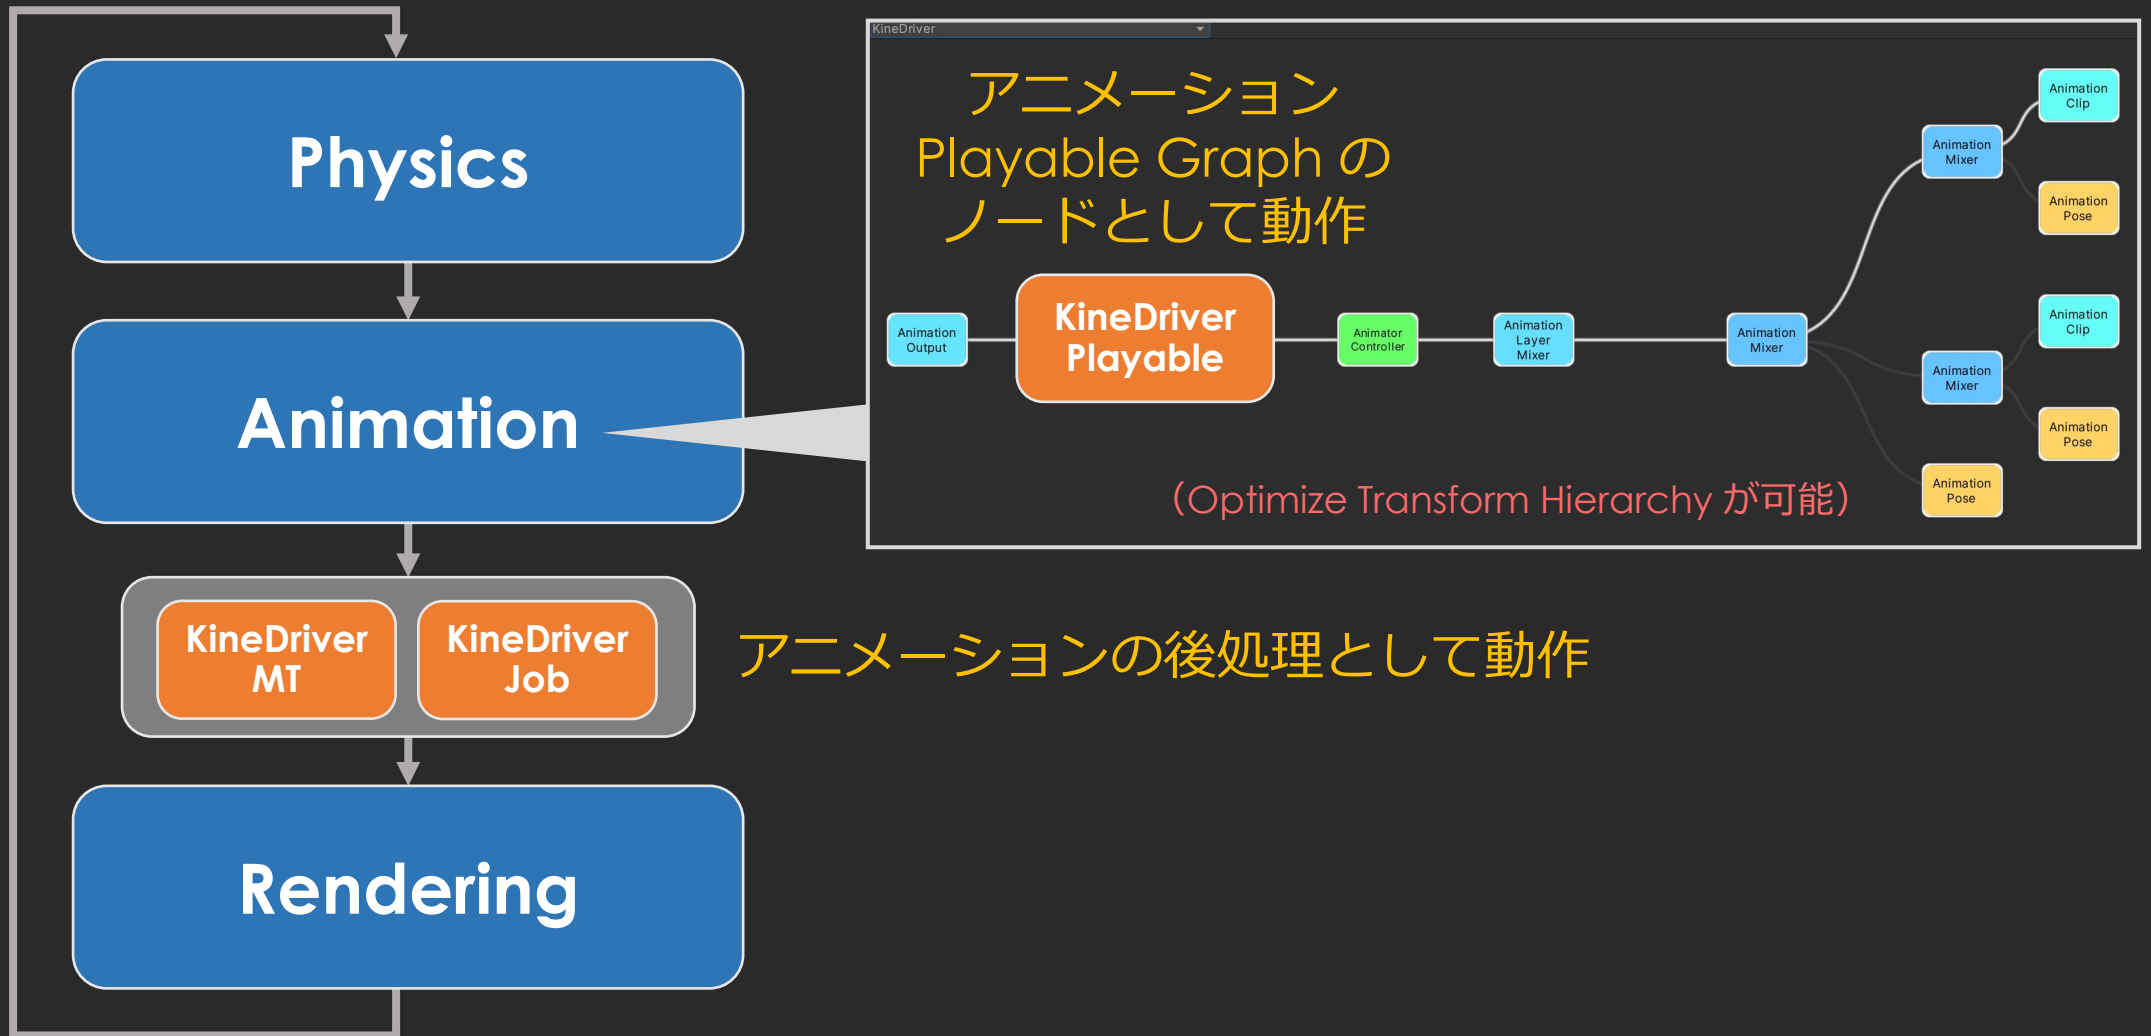 Physics
Animation
KineDriver
MT
KineDriver
Job
アニメーションの後処理として動作
Rendering
KineDriver
アニメーション
Playable Graph の
ノードとして動作
Animation
Output
KineDriver
Playable
Animator
Controller
Animation
Layer
Mixer
Animation
Mixer
Animation
Mixer
Animation
Clip
Animation
Pose
Animation
Mixer
Animation
Clip
Animation
Pose
Animation
Pose
（Optimize Transform Hierarchy が可能）